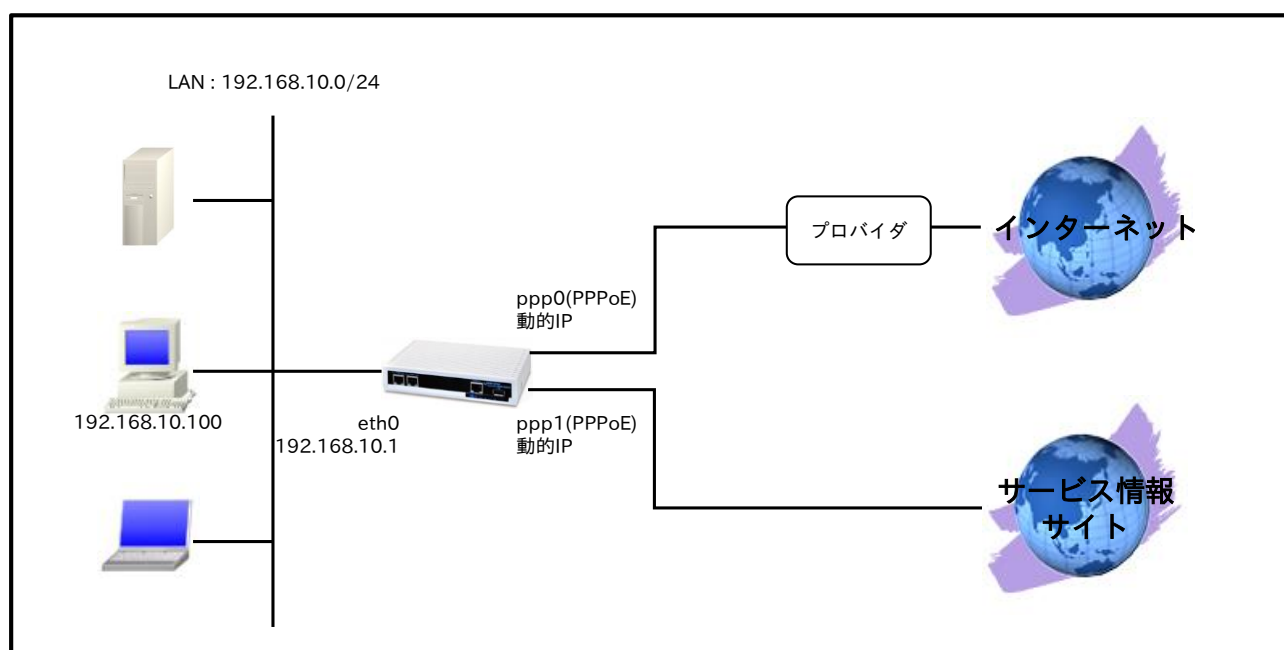 LAN : 192.168.10.0/24
プロバイダ
インターネット
ppp0(PPPoE)
動的IP
192.168.10.100
eth0
192.168.10.1
ppp1(PPPoE)
動的IP
サービス情報
サイト